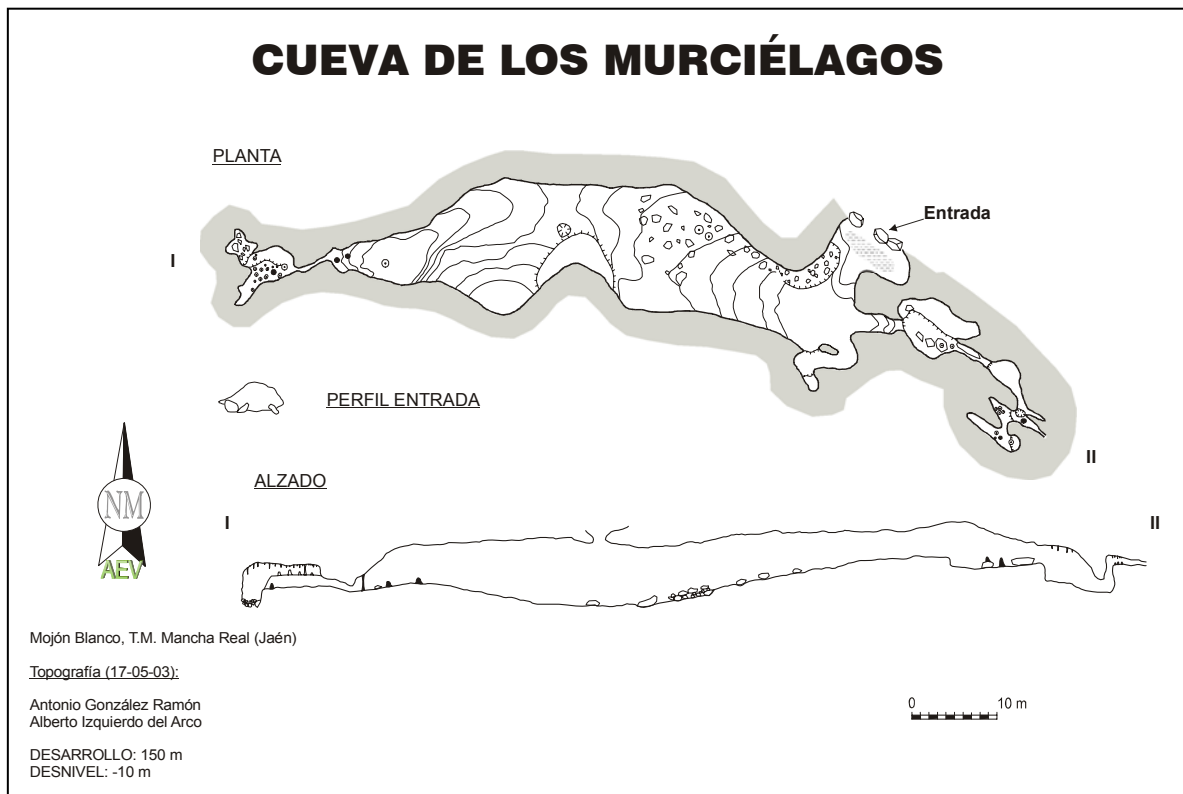 CUEVA DE LOS MURCIÉLAGOS
PLANTA
Entrada
I
II
PERFIL ENTRADA
NM
AEV
ALZADO
I
II
Mojón Blanco, T.M. Mancha Real (Jaén)
Topografía (17-05-03):
Antonio González Ramón
Alberto Izquierdo del Arco
DESARROLLO: 150 m
DESNIVEL: -10 m
0 10 m